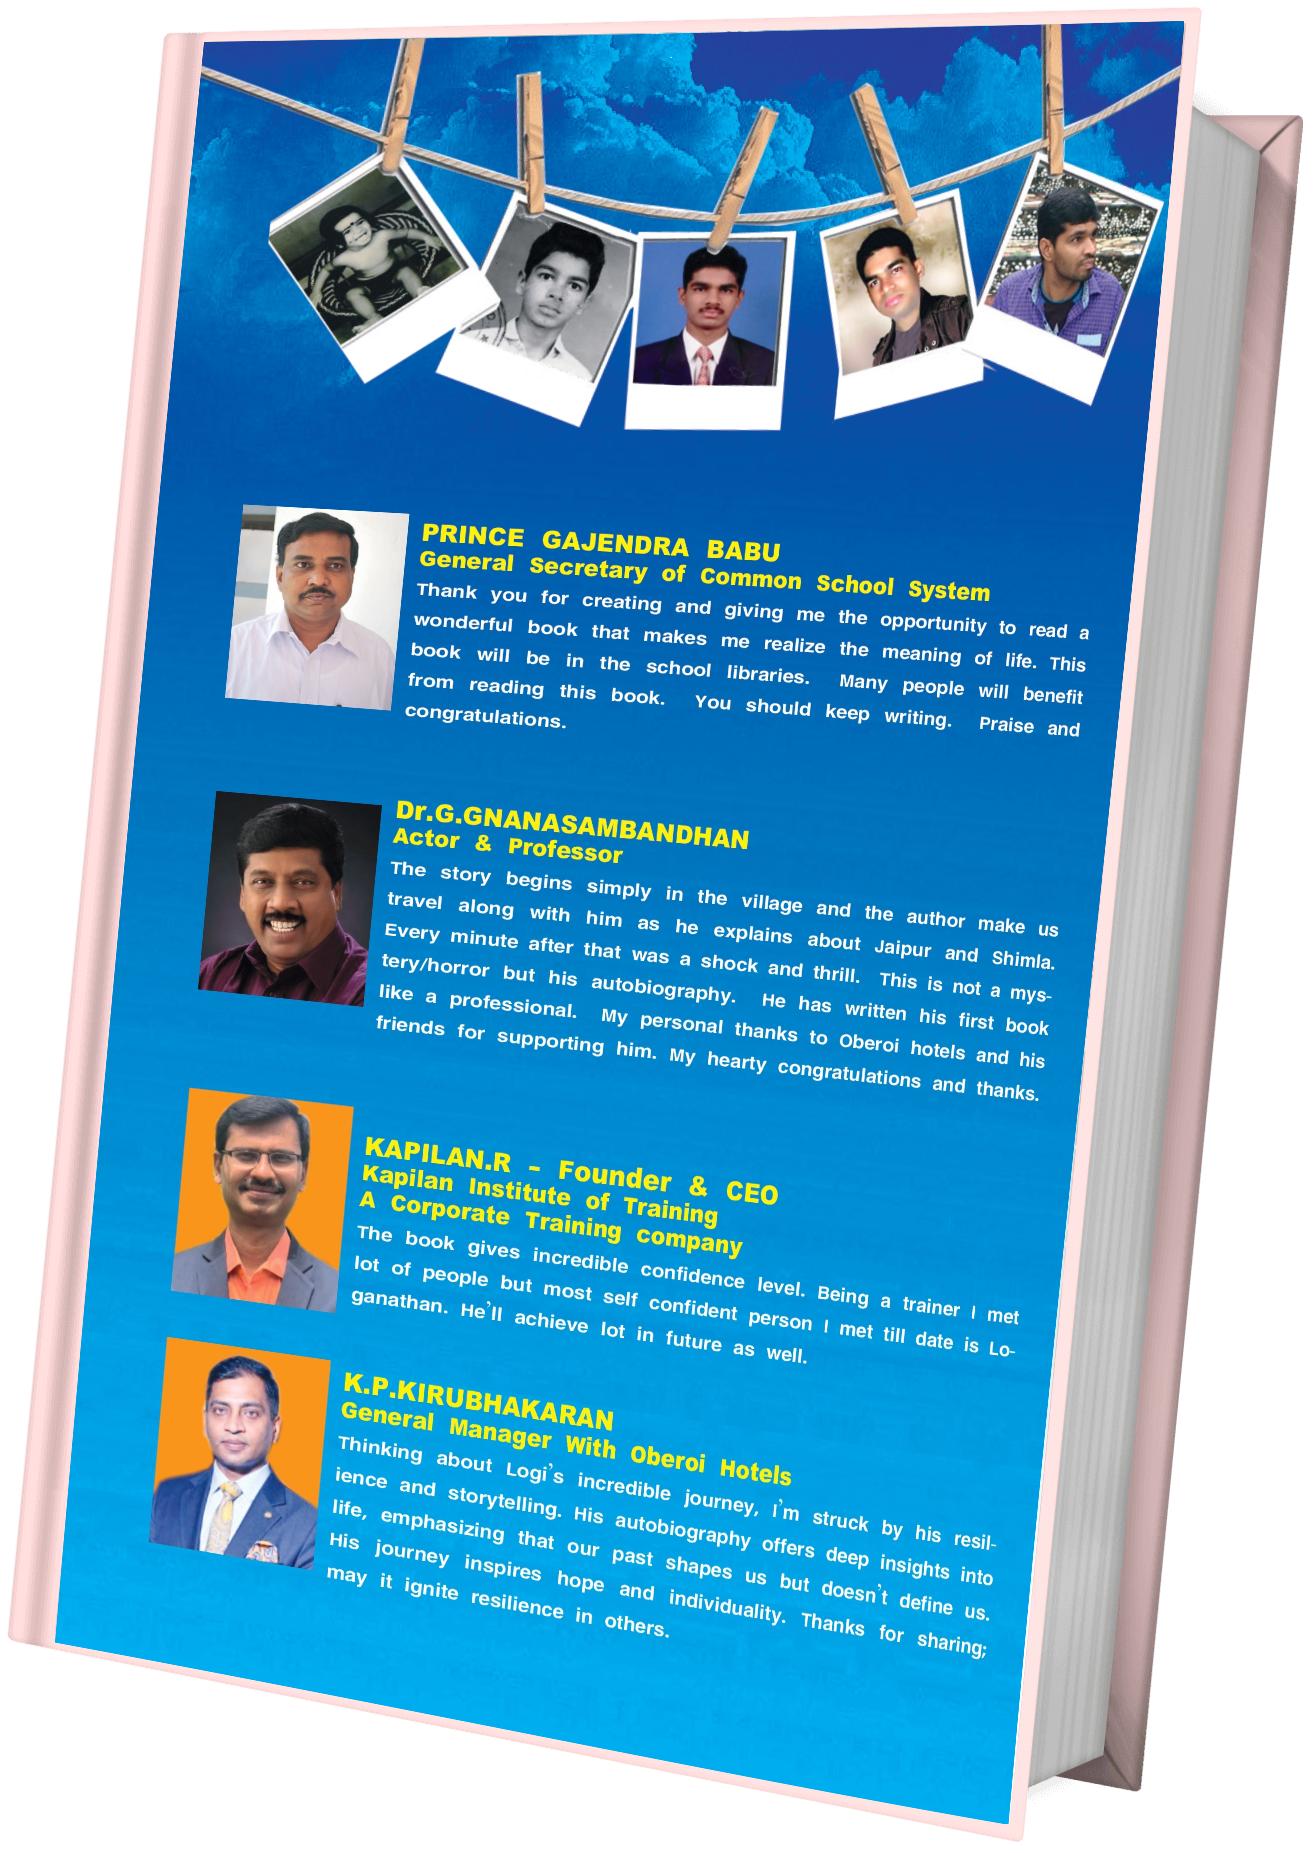 PRINCE GAJENDRA BABU
General Secretary of Common School System
Thank you for creating and giving me the opportunity to read a
wonderful book that makes me realize the meaning of life. This
book will be in the school libraries. Many people will benefit
from reading this book. You should keep writing. Praise and
congratulations.
Dr.G.GNANASAMBANDHAN
Actor & Professor
The story begins simply in the village and the author make us
travel along with him as he explains about Jaipur and Shimla.
Every minute after that was a shock and thrill. This is not a mys-
tery/horror but his autobiography. He has written his first book
like a professional. My personal thanks to Oberoi hotels and his
friends for supporting him. My hearty congratulations and thanks.
KAPILAN.R - Founder & CEO
Kapilan Institute of Training
A Corporate Training company
The book gives incredible confidence level. Being a trainer I met
lot of people but most self confident person I met till date is Lo-
ganathan. He'll achieve lot in future as well.
K.P.KIRUBHAKARAN
General Manager With Oberoi Hotels
Thinking about Logi's incredible journey, I'm struck by his resil-
ience and storytelling. His autobiography offers deep insights into
life, emphasizing that our past shapes us but doesn't define us.
His journey inspires hope and individuality. Thanks for sharing;
may it ignite resilience in others.